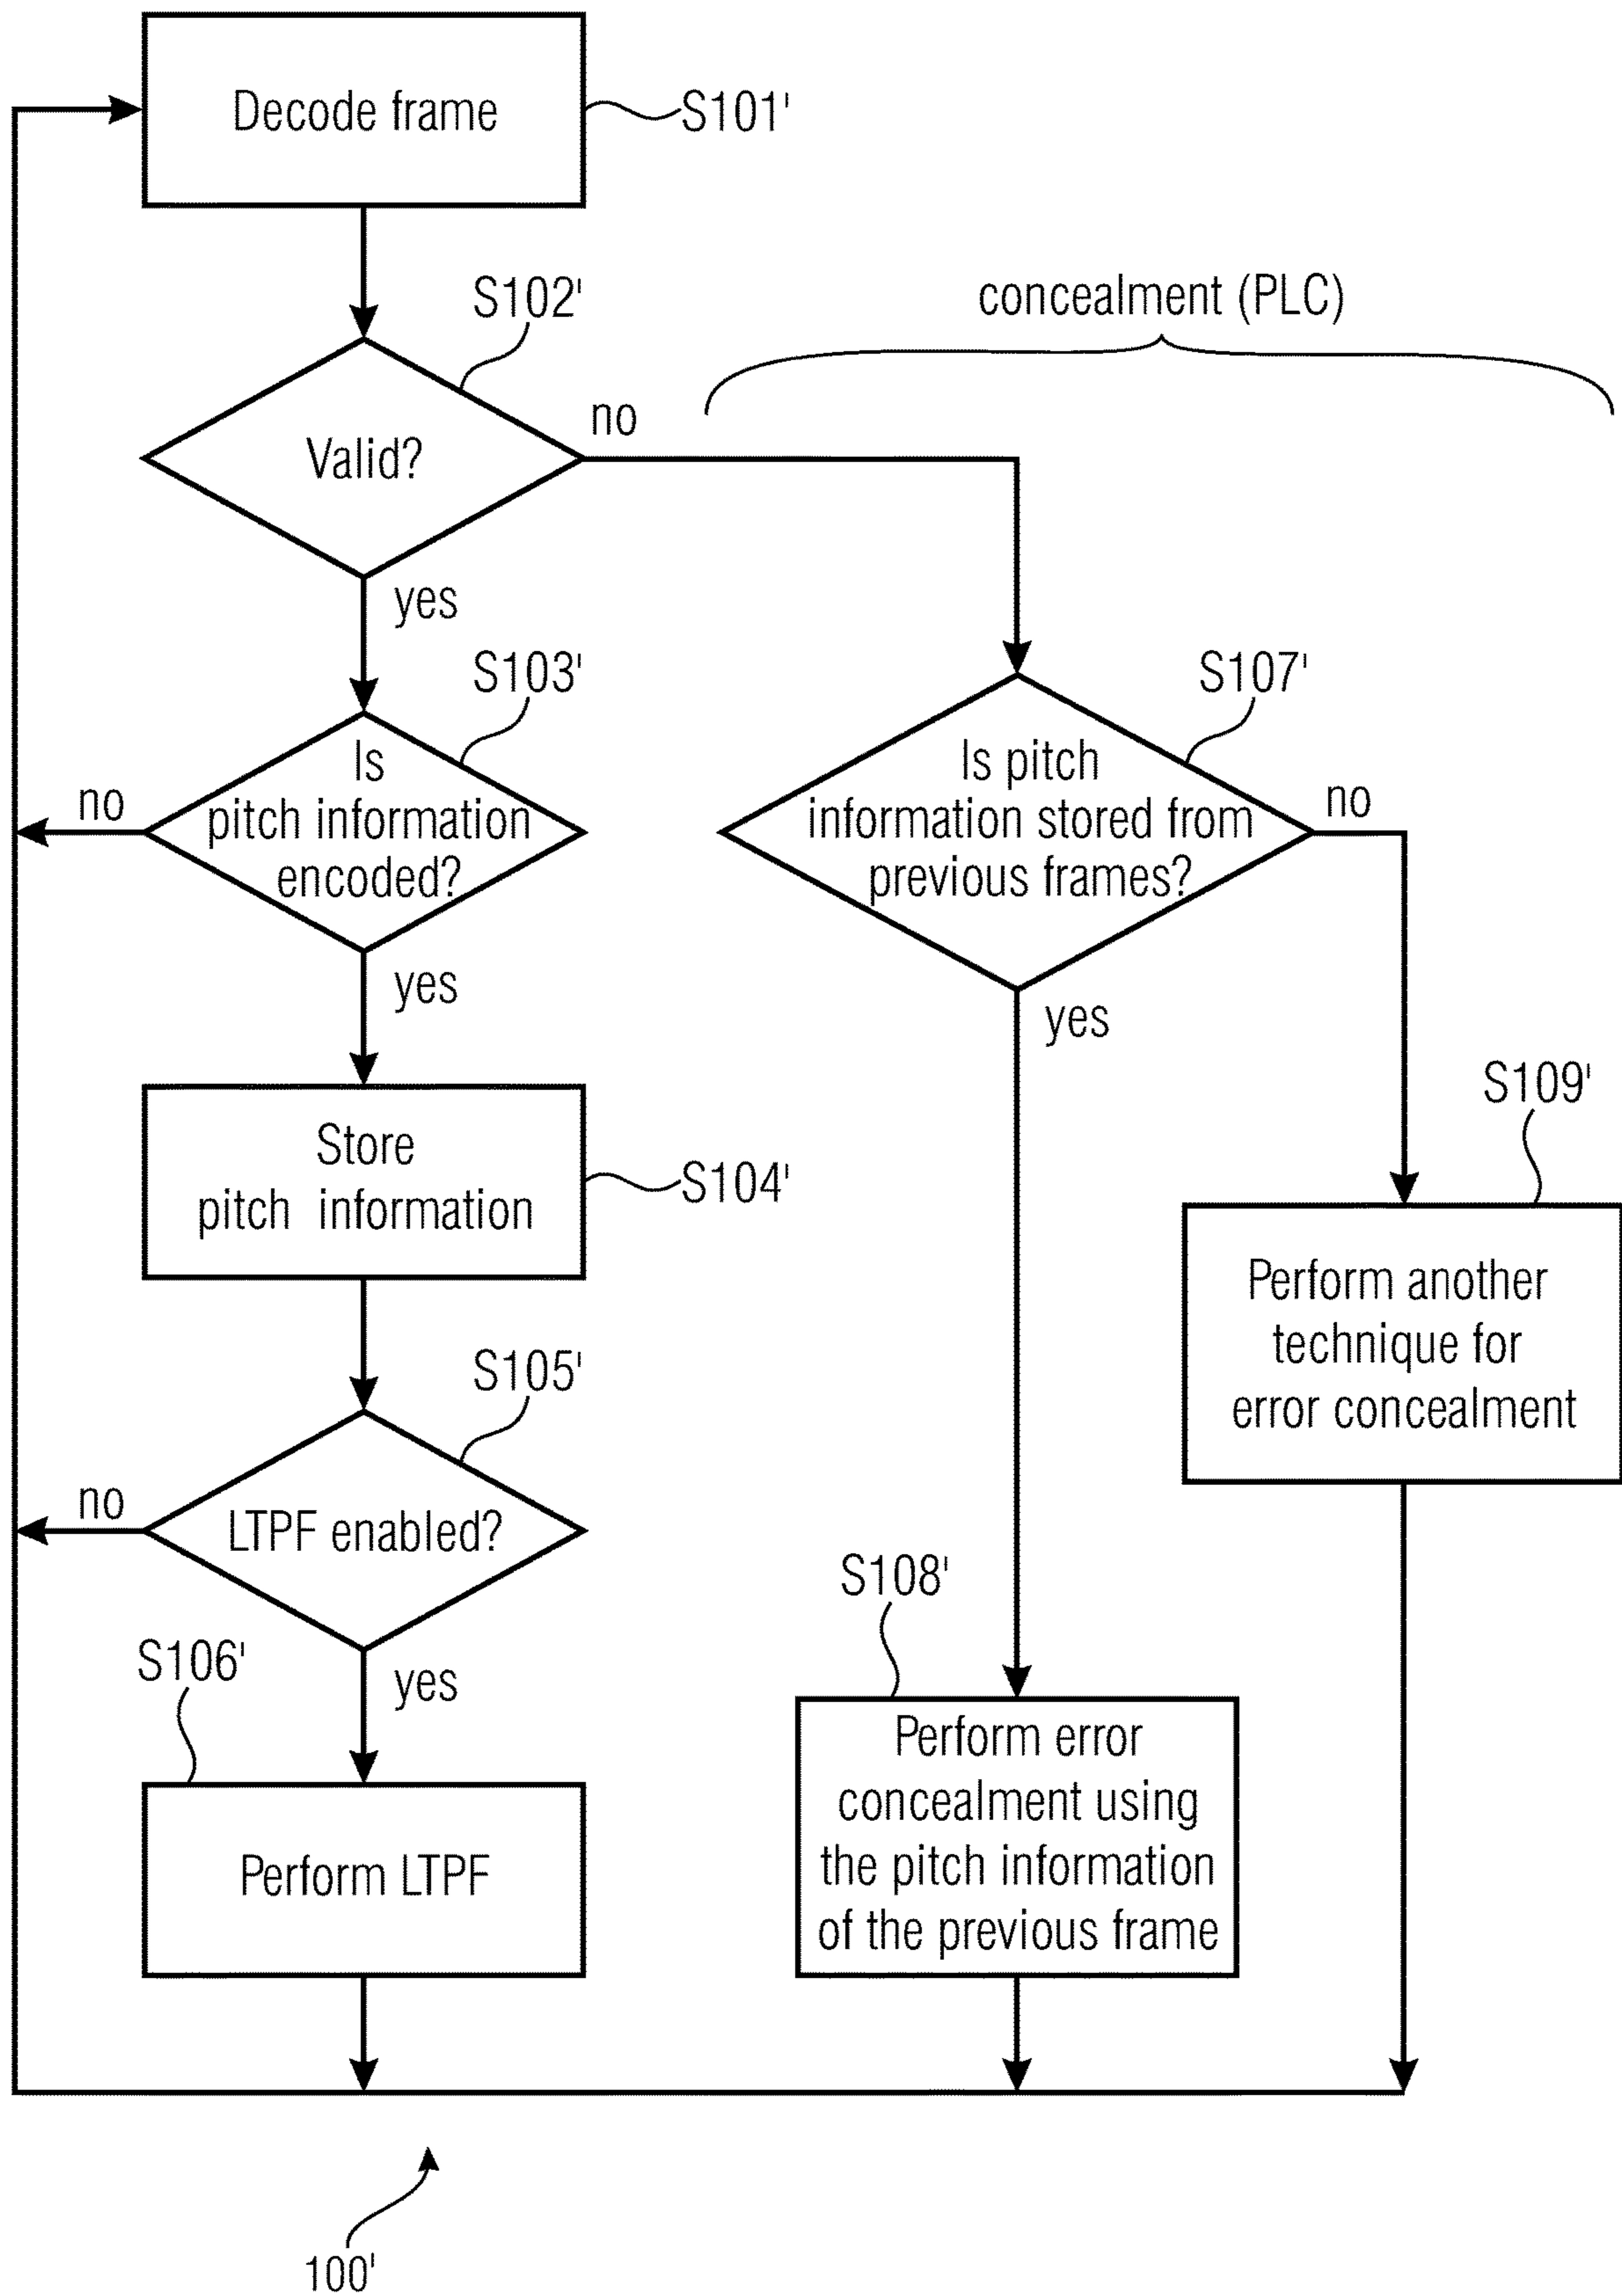 Decode frame
S101'
S102'
concealment (PLC)
Valid?
no
yes
S103'
Is
pitch information
encoded?
no
yes
S107'
Is pitch
information stored from
previous frames?
no
yes
Store
pitch information
S104'
S109'
Perform another
technique for
error concealment
S105'
LTPF enabled?
no
yes
S106'
Perform LTPF
S108'
Perform error
concealment using
the pitch information
of the previous frame
100'